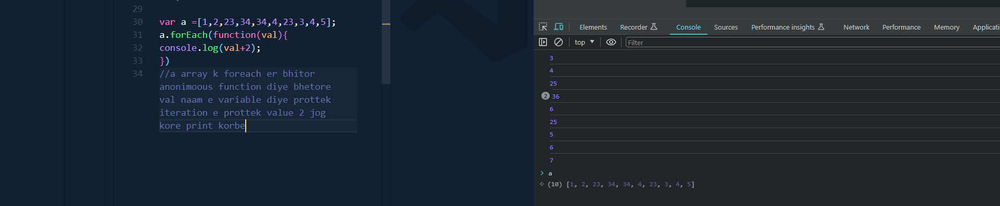 29
30 var a =[1,2,23,34,34,4,23,3,4,5];
31 a.forEach(function(val){
32 console.log(val+2);
33 })
34 //a array k foreach er bhitor
anonimoous function diye bhetore
val naam e variable diye prottek
iteration e prottek value 2 jog
kore print korbe
Elements Recorder Console Sources Performance insights Network Performance Memory Applicati
top Filter
3
4
25
2 36
6
25
5
6
7
> a
(10) [1, 2, 23, 34, 34, 4, 23, 3, 4, 5]